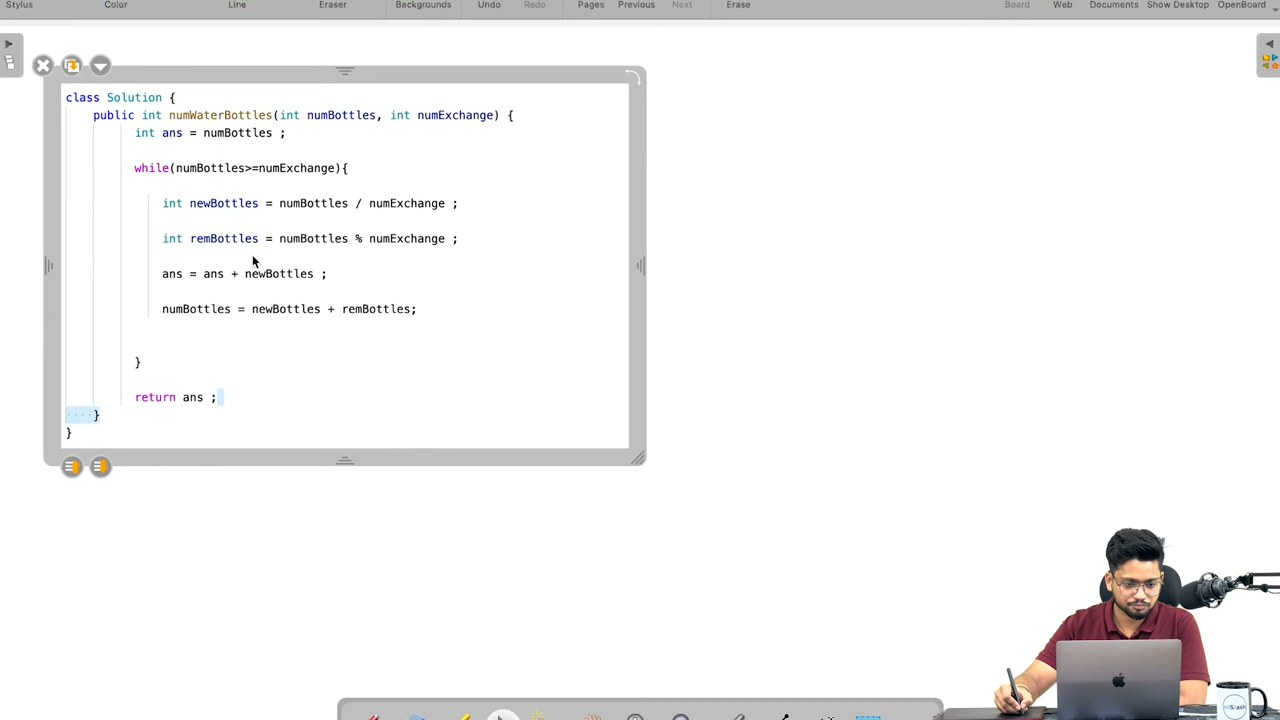 Stylus Color Line Eraser Backgrounds Undo Redo Pages Previous Next Erase Board Web Documents Show Desktop OpenBoard
class Solution {
public int numWaterBottles(int numBottles, int numExchange) {
int ans = numBottles ;
while(numBottles>=numExchange){
int newBottles = numBottles / numExchange ;
int remBottles = numBottles % numExchange ;
ans = ans + newBottles ;
numBottles = newBottles + remBottles;
}
return ans ;
}
}